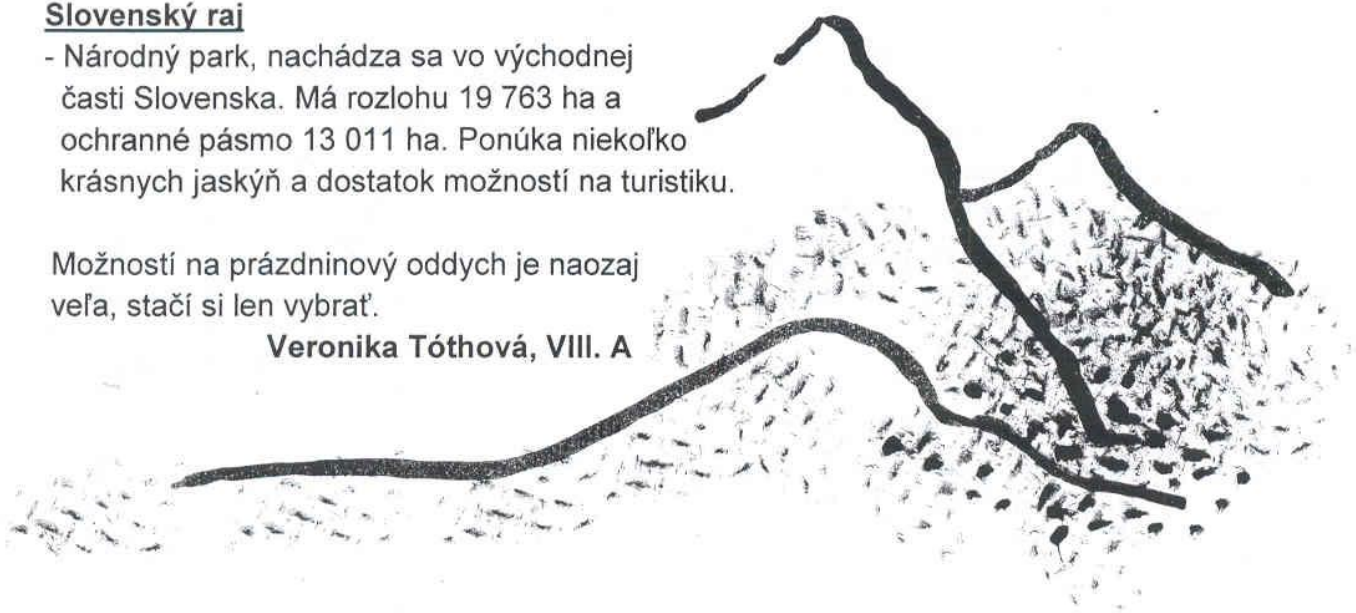 Slovenský raj
- Národný park, nachádza sa vo východnej
časti Slovenska. Má rozlohu 19 763 ha a
ochranné pásmo 13 011 ha. Ponúka niekoľko
krásnych jaskýň a dostatok možností na turistiku.
Možností na prázdninový oddych je naozaj
veľa, stačí si len vybrať.
Veronika Tóthová, VIII. A